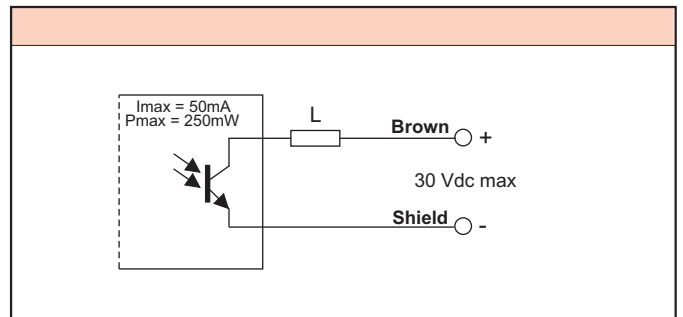 Imax = 50mA
Pmax = 250mW
L
Brown
+
30 Vdc max
Shield
-